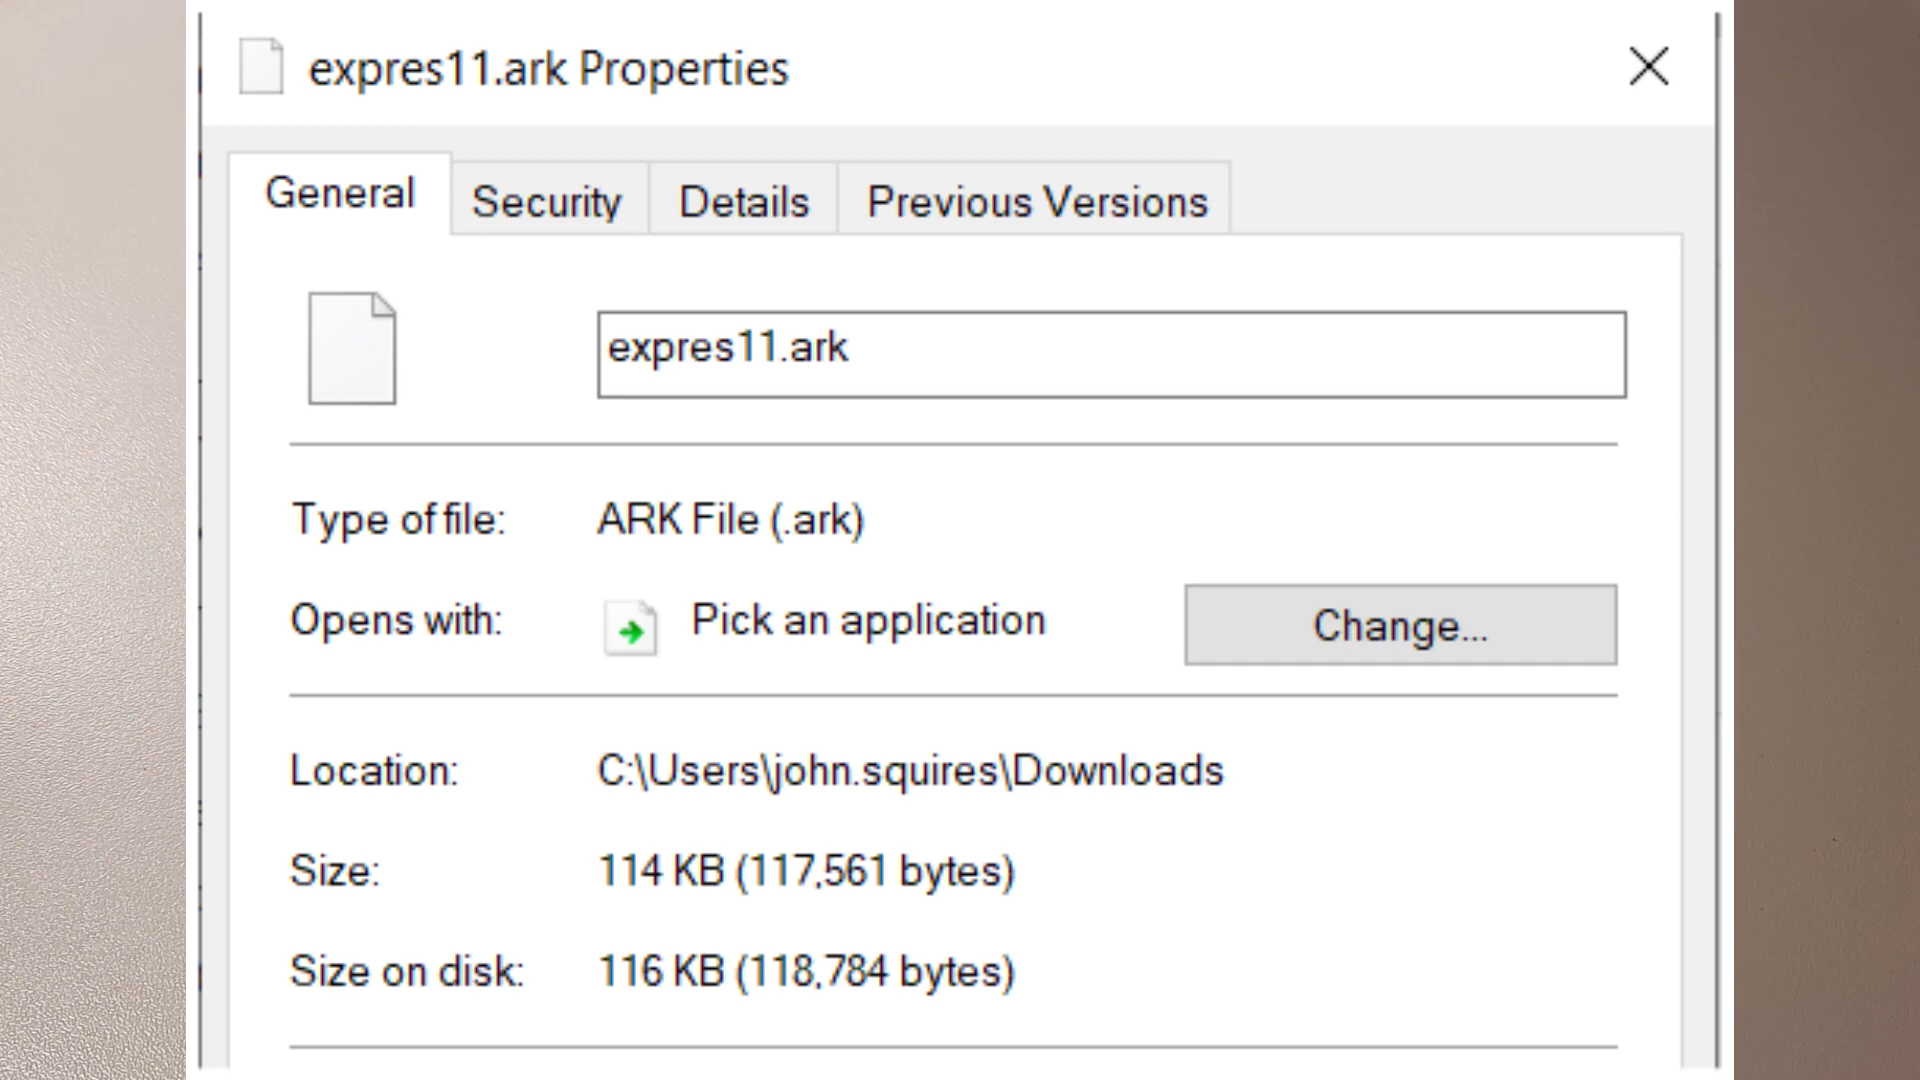 expres11.ark Properties
General Security Details Previous Versions
expres11.ark
Type of file: ARK File (.ark)
Opens with: Pick an application Change...
Location: C:\Users\john.squires\Downloads
Size: 114 KB (117,561 bytes)
Size on disk: 116 KB (118,784 bytes)